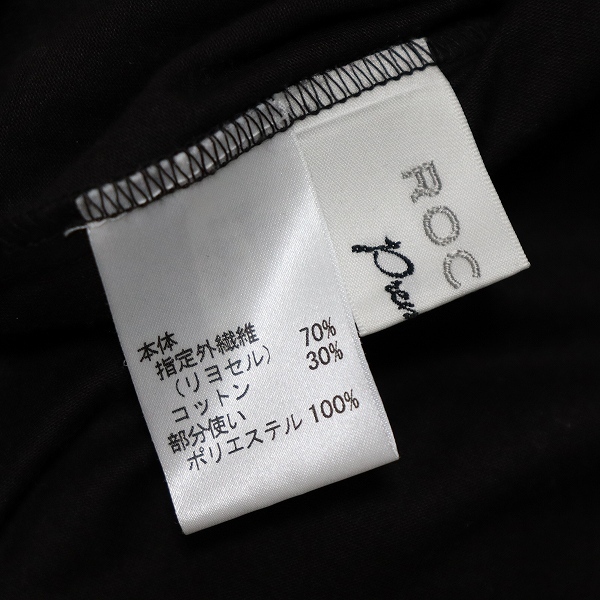 本体
指定外繊維 70%
(リヨセル) 30%
コットン
部分使い
ポリエステル 100%
ROC